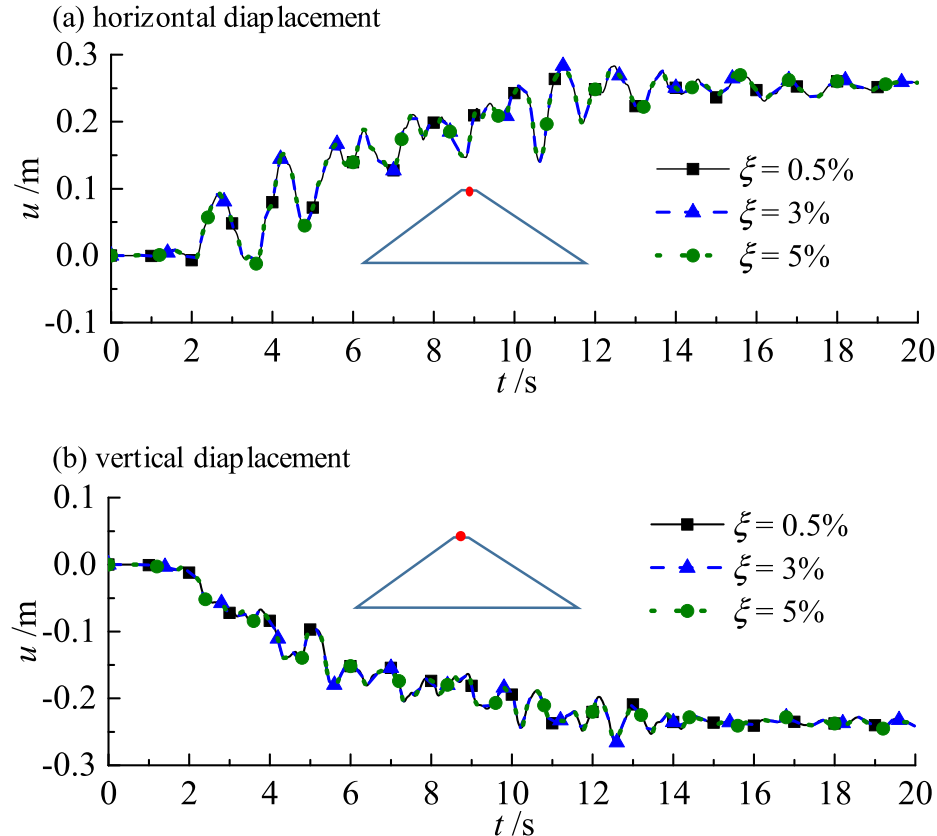 (a) horizontal diaplacement
0.3
0.2
0.1
0.0
-0.1
u /m
ξ = 0.5%
ξ = 3%
ξ = 5%
0 2 4 6 8 10 12 14 16 18 20
t /s
(b) vertical diaplacement
0.1
0.0
-0.1
-0.2
-0.3
u /m
ξ = 0.5%
ξ = 3%
ξ = 5%
0 2 4 6 8 10 12 14 16 18 20
t /s